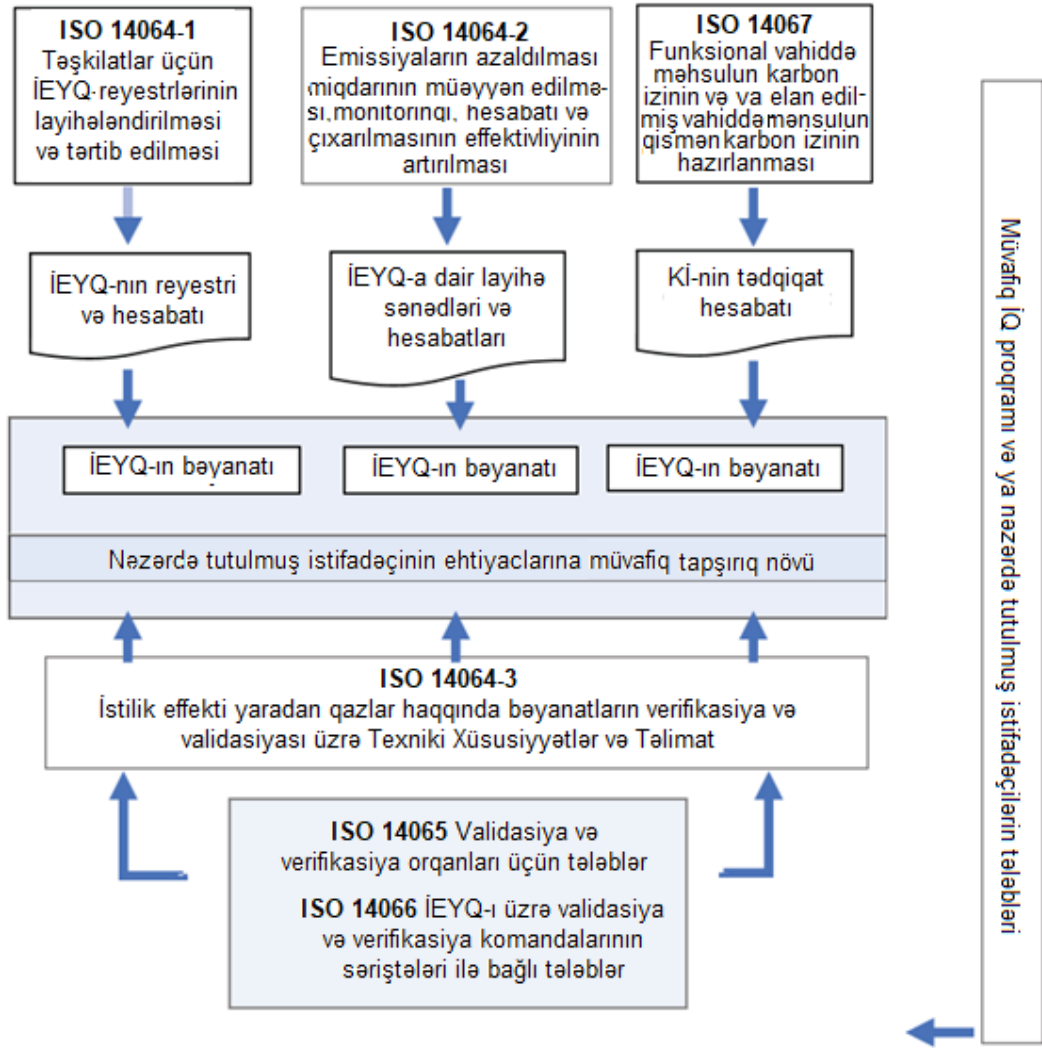 ISO 14064-1
Təşkilatlar üçün
İEYQ-reyestrlərinin
layihələndirilməsi
və tərtib edilməsi
ISO 14064-2
Emissiyaların azaldılması
miqdarının müəyyən edilmə-
si, monitorinqi, hesabatı və
çıxarılmasının effektivliyinin
artırılması
ISO 14067
Funksional vahiddə
məhsulun karbon
izinin və və elan edil-
miş vahiddə məhsulun
qismən karbon izinin
hazırlanması
İEYQ-nın reyestri
və hesabatı
İEYQ-a dair layihə
sənədləri və
hesabatları
Kİ-nin tədqiqat
hesabatı
İEYQ-ın bəyanatı
İEYQ-ın bəyanatı
İEYQ-ın bəyanatı
Nəzərdə tutulmuş istifadəçinin ehtiyaclarına müvafiq tapşırıq növü
ISO 14064-3
İstilik effekti yaradan qazlar haqqında bəyanatların verifikasiya və
validasiyası üzrə Texniki Xüsusiyyətlər və Təlimat
ISO 14065 Validasiya və
verifikasiya orqanları üçün tələblər
ISO 14066 İEYQ-ı üzrə validasiya
və verifikasiya komandalarının
səriştələri ilə bağlı tələblər
Müvafiq İQ proqramı və ya nəzərdə tutulmuş istifadəçilərin tələbləri